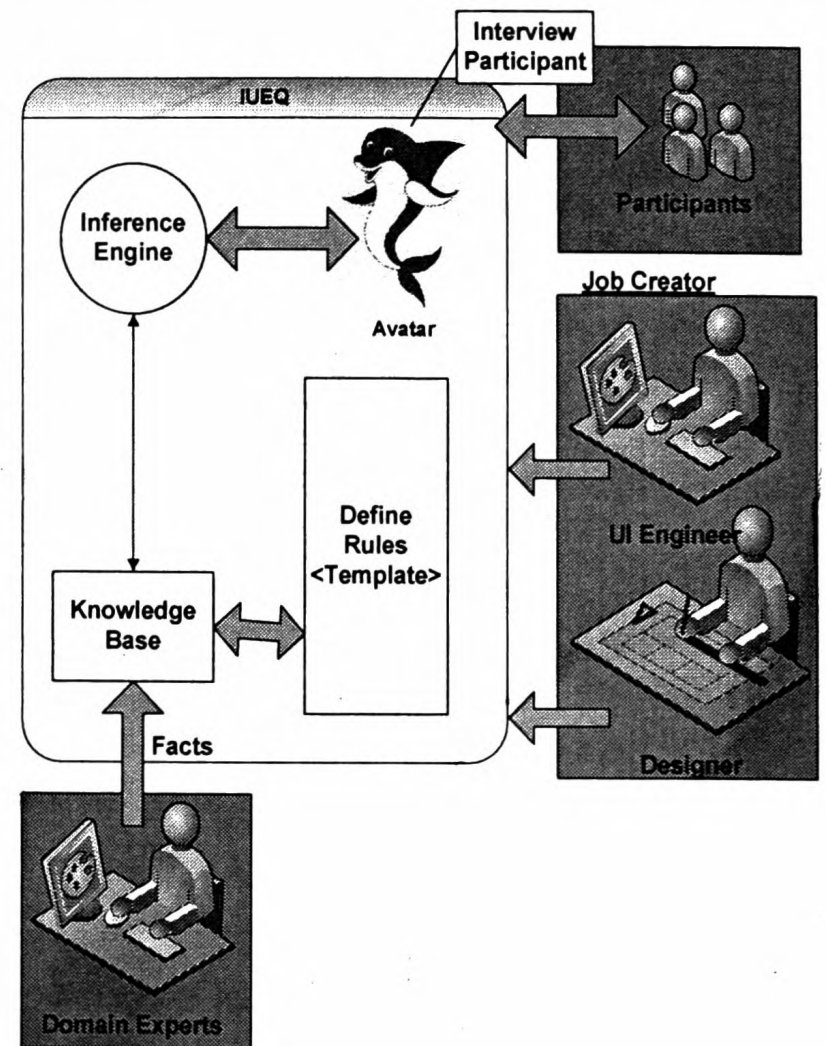 Interview
Participant
IUEQ
Participants
Inference
Engine
Avatar
Job Creator
UI Engineer
Define
Rules
<Template>
Knowledge
Base
Designer
Facts
Domain Experts